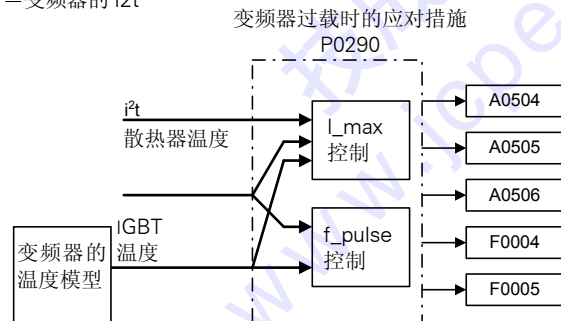 －变频器的 i2t
变频器过载时的应对措施
P0290
i²t
散热器温度
I_max
控制
IGBT
温度
变频器的
温度模型
f_pulse
控制
A0504
A0505
A0506
F0004
F0005